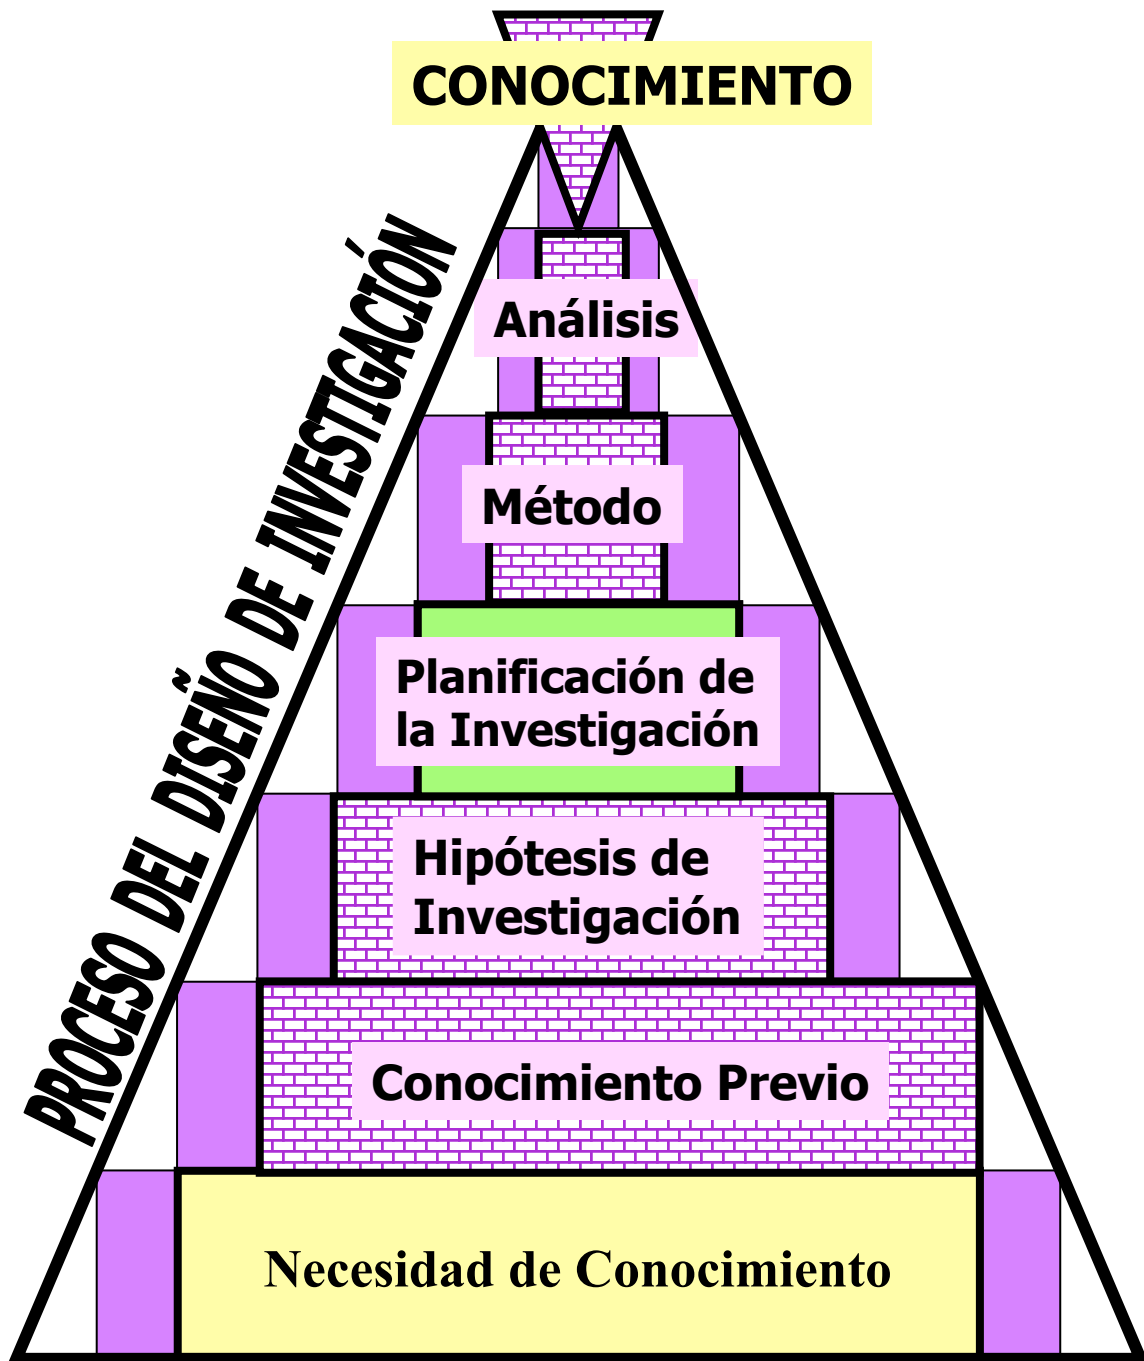 CONOCIMIENTO
Análisis
Método
Planificación de
la Investigación
Hipótesis de
Investigación
Conocimiento Previo
Necesidad de Conocimiento
PROCESO DEL DISEÑO DE INVESTIGACIÓN